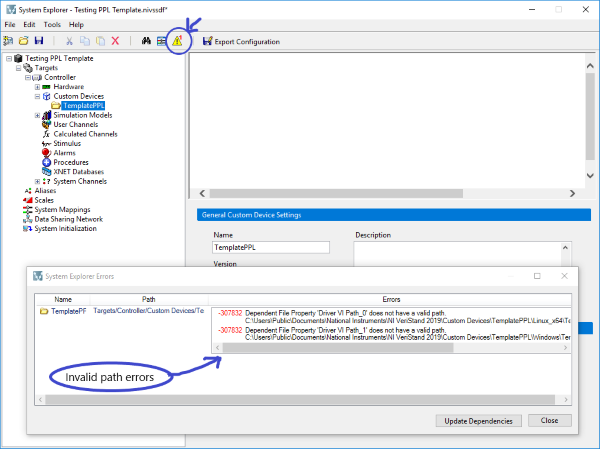 System Explorer - Testing PPL Template.nivssdf*
File Edit Tools Help
Export Configuration
Testing PPL Template
Targets
Controller
Hardware
Custom Devices
TemplatePPL
Simulation Models
User Channels
fx Calculated Channels
Stimulus
Alarms
Procedures
XNET Databases
System Channels
Aliases
Scales
System Mappings
Data Sharing Network
System Initialization
General Custom Device Settings
Name Description
TemplatePPL
Version
System Explorer Errors
Name Path Errors
TemplatePF Targets/Controller/Custom Devices/Te
-307832 Dependent File Property 'Driver VI Path_0' does not have a valid path.
C:\Users\Public\Documents\National Instruments\NI VeriStand 2019\Custom Devices\TemplatePPL\Linux_x64\Te
-307832 Dependent File Property 'Driver VI Path_1' does not have a valid path.
C:\Users\Public\Documents\National Instruments\NI VeriStand 2019\Custom Devices\TemplatePPL\Windows\Ter
Invalid path errors
Update Dependencies Close